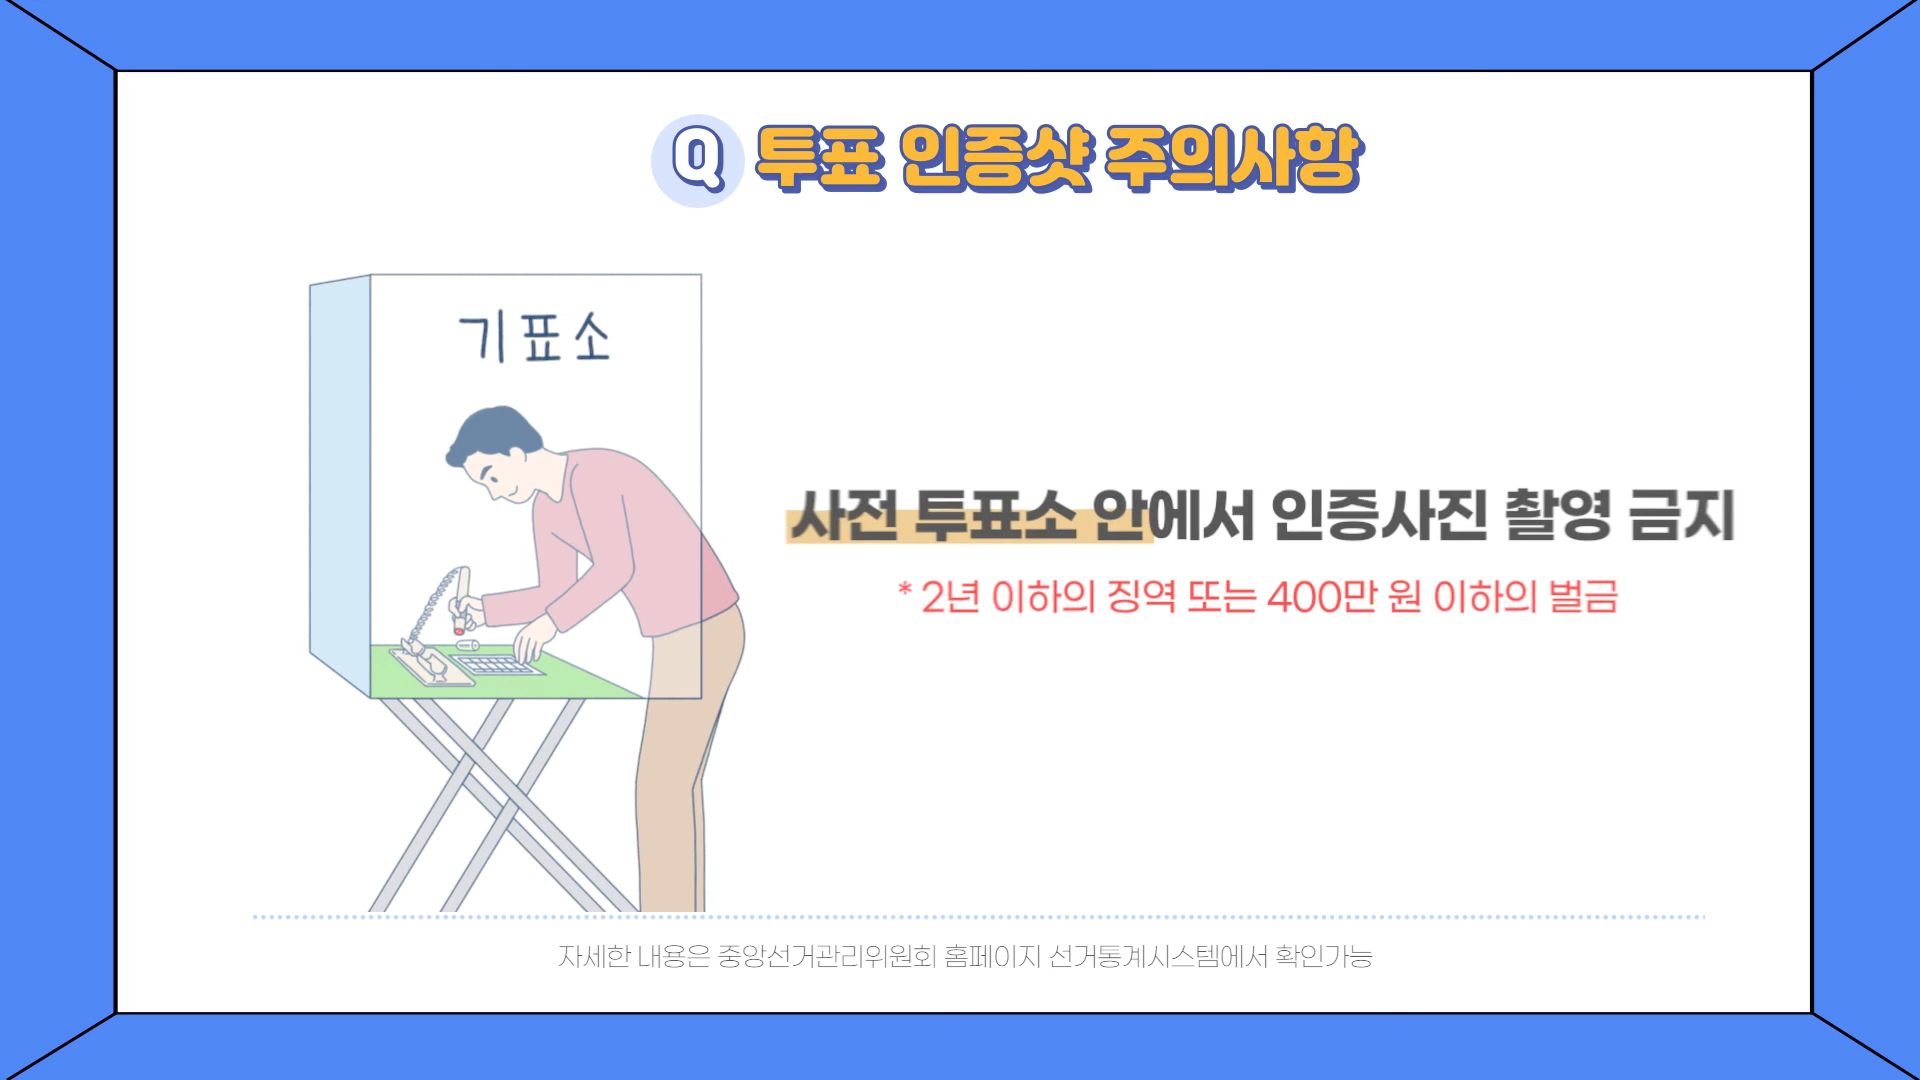 Q 투표 인증샷 주의사항
기표소
사전 투표소 안에서 인증사진 촬영 금지
* 2년 이하의 징역 또는 400만 원 이하의 벌금
자세한 내용은 중앙선거관리위원회 홈페이지 선거통계시스템에서 확인가능